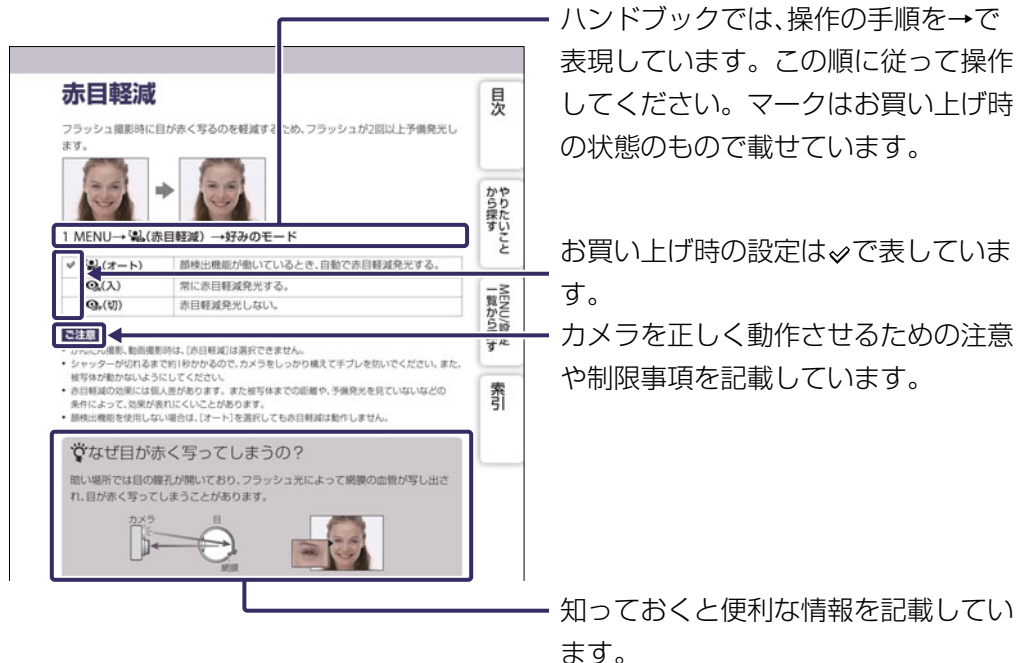 ハンドブックでは、操作の手順を→で
表現しています。この順に従って操作
してください。マークはお買い上げ時
の状態のもので載せています。
お買い上げ時の設定は✓で表していま
す。
カメラを正しく動作させるための注意
や制限事項を記載しています。
知っておくと便利な情報を記載してい
ます。
赤目軽減
フラッシュ撮影時に目が赤く写るのを軽減するため、フラッシュが2回以上予備発光し
ます。
1 MENU→(赤目軽減)→好みのモード
✓ (オート) 顔検出機能が働いているとき、自動で赤目軽減発光する。
(入) 常に赤目軽減発光する。
(切) 赤目軽減発光しない。
ご注意
• かんたん撮影、動画撮影時は、[赤目軽減]は選択できません。
• シャッターが切れるまで約1秒かかるので、カメラをしっかり構えて手ブレを防いでください。また、
被写体が動かないようにしてください。
• 赤目軽減の効果には個人差があります。また被写体までの距離や、予備発光を見ていないなどの
条件によって、効果が表れにくいことがあります。
• 顔検出機能を使用しない場合は、[オート]を選択しても赤目軽減は動作しません。
なぜ目が赤く写ってしまうの?
暗い場所では目の瞳孔が開いており、フラッシュ光によって網膜の血管が写し出さ
れ、目が赤く写ってしまうことがあります。
カメラ
目
網膜
目次
やりたいこと
から探す
MENU/設定
一覧から探す
索引